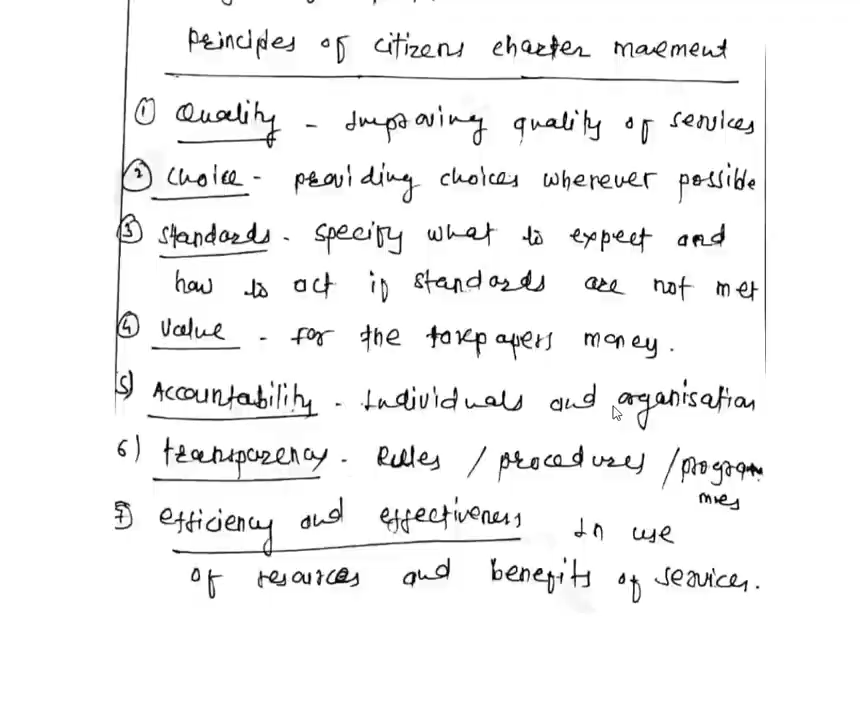 Principles of citizens charter movement
① Quality - Improving quality of services
② Choice - providing choices wherever possible
③ Standards - specify what to expect and
how to act if standards are not met
④ Value - for the taxpayers money.
5) Accountability - Individuals and organisation
6) transparency - Rules / procedures / program
mes
7) efficiency and effectiveness In use
of resources and benefits of services.